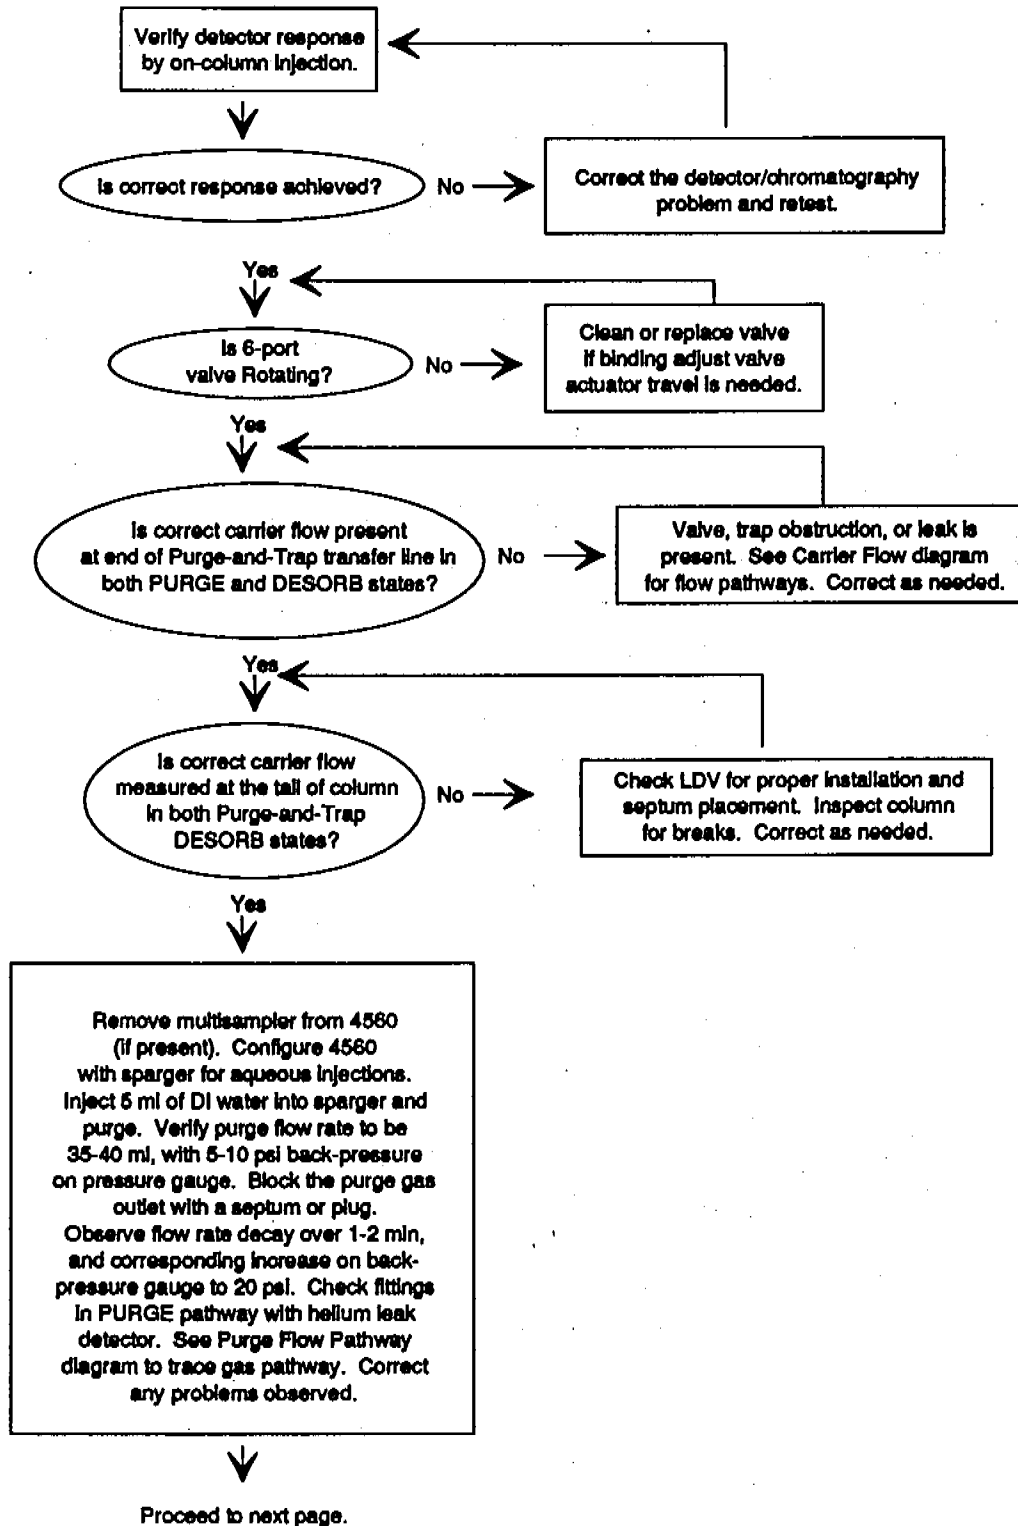 Verify detector response
by on-column injection.
Is correct response achieved?
No
Correct the detector/chromatography
problem and retest.
Yes
Is 6-port
valve Rotating?
No
Clean or replace valve
if binding adjust valve
actuator travel is needed.
Yes
Is correct carrier flow present
at end of Purge-and-Trap transfer line in
both PURGE and DESORB states?
No
Valve, trap obstruction, or leak is
present. See Carrier Flow diagram
for flow pathways. Correct as needed.
Yes
Is correct carrier flow
measured at the tail of column
in both Purge-and-Trap
DESORB states?
No
Check LDV for proper installation and
septum placement. Inspect column
for breaks. Correct as needed.
Yes
Remove multisampler from 4560
(if present). Configure 4560
with sparger for aqueous injections.
Inject 5 ml of DI water into sparger and
purge. Verify purge flow rate to be
35-40 ml, with 5-10 psi back-pressure
on pressure gauge. Block the purge gas
outlet with a septum or plug.
Observe flow rate decay over 1-2 min,
and corresponding increase on back-
pressure gauge to 20 psi. Check fittings
in PURGE pathway with helium leak
detector. See Purge Flow Pathway
diagram to trace gas pathway. Correct
any problems observed.
Proceed to next page.